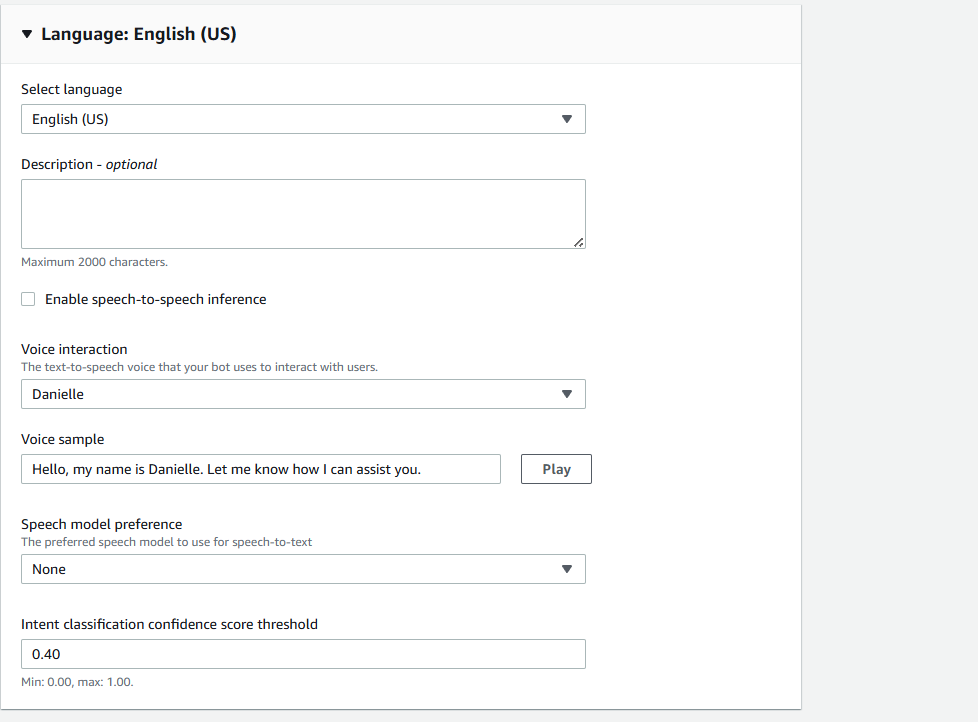 Language: English (US)
Select language
English (US)
Description - optional
Maximum 2000 characters.
Enable speech-to-speech inference
Voice interaction
The text-to-speech voice that your bot uses to interact with users.
Danielle
Voice sample
Hello, my name is Danielle. Let me know how I can assist you.
Play
Speech model preference
The preferred speech model to use for speech-to-text
None
Intent classification confidence score threshold
0.40
Min: 0.00, max: 1.00.